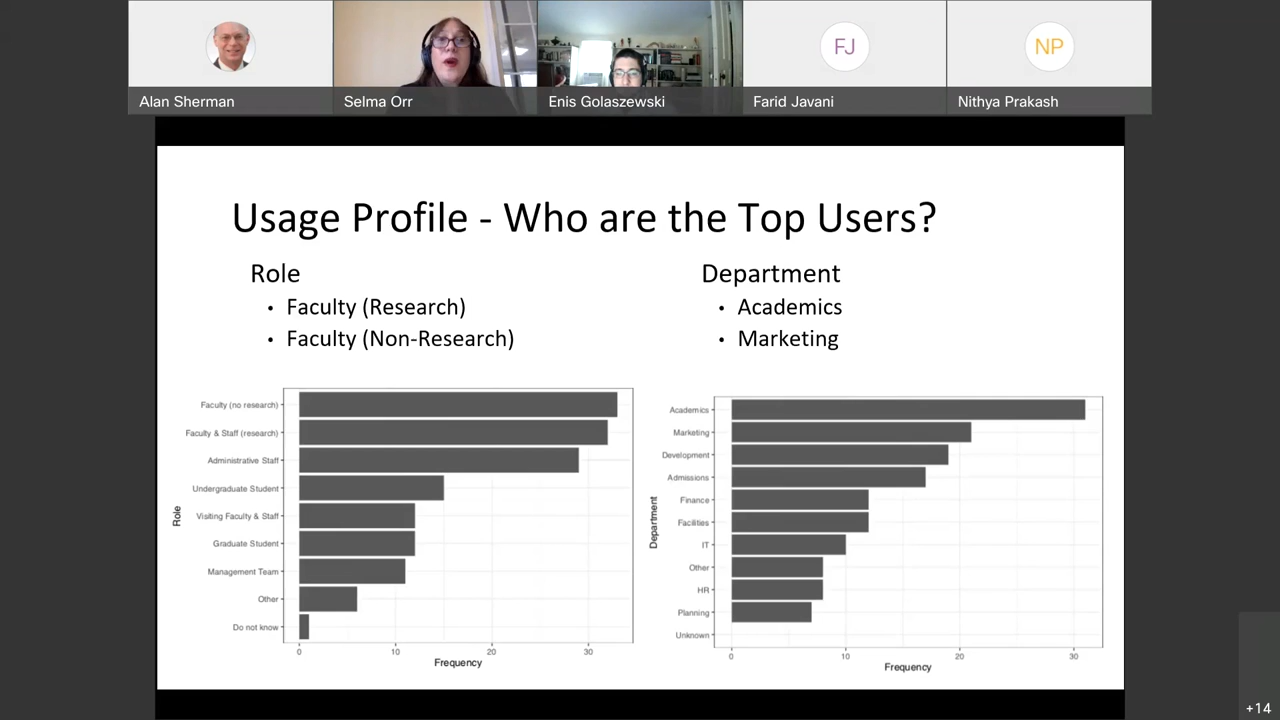 Alan Sherman
Selma Orr
Enis Golaszewski
FJ
Farid Javani
NP
Nithya Prakash
Usage Profile - Who are the Top Users?
Role
• Faculty (Research)
• Faculty (Non-Research)
Department
• Academics
• Marketing
Role
Faculty (no research)
Faculty & Staff (research)
Administrative Staff
Undergraduate Student
Visiting Faculty & Staff
Graduate Student
Management Team
Other
Do not know
0 10 20 30
Frequency
Department
Academics
Marketing
Development
Admissions
Finance
Facilities
IT
Other
HR
Planning
Unknown
0 10 20 30
Frequency
+14